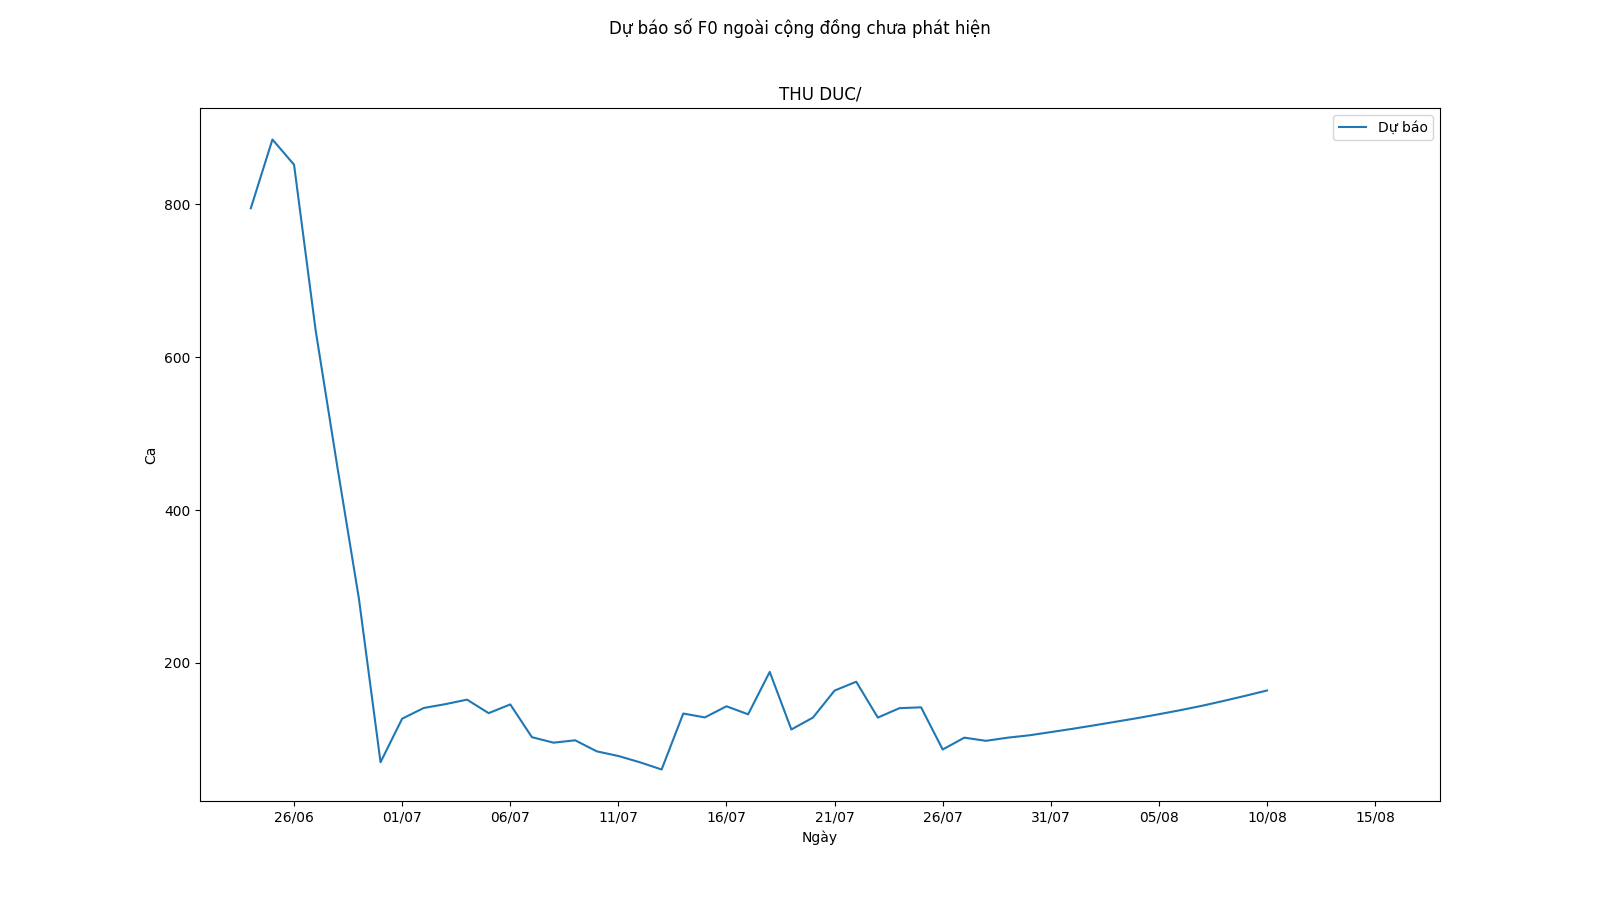 Dự báo số F0 ngoài cộng đồng chưa phát hiện
THU DUC/
Dự báo
800
600
400
200
Ca
26/06 01/07 06/07 11/07 16/07 21/07 26/07 31/07 05/08 10/08 15/08
Ngày